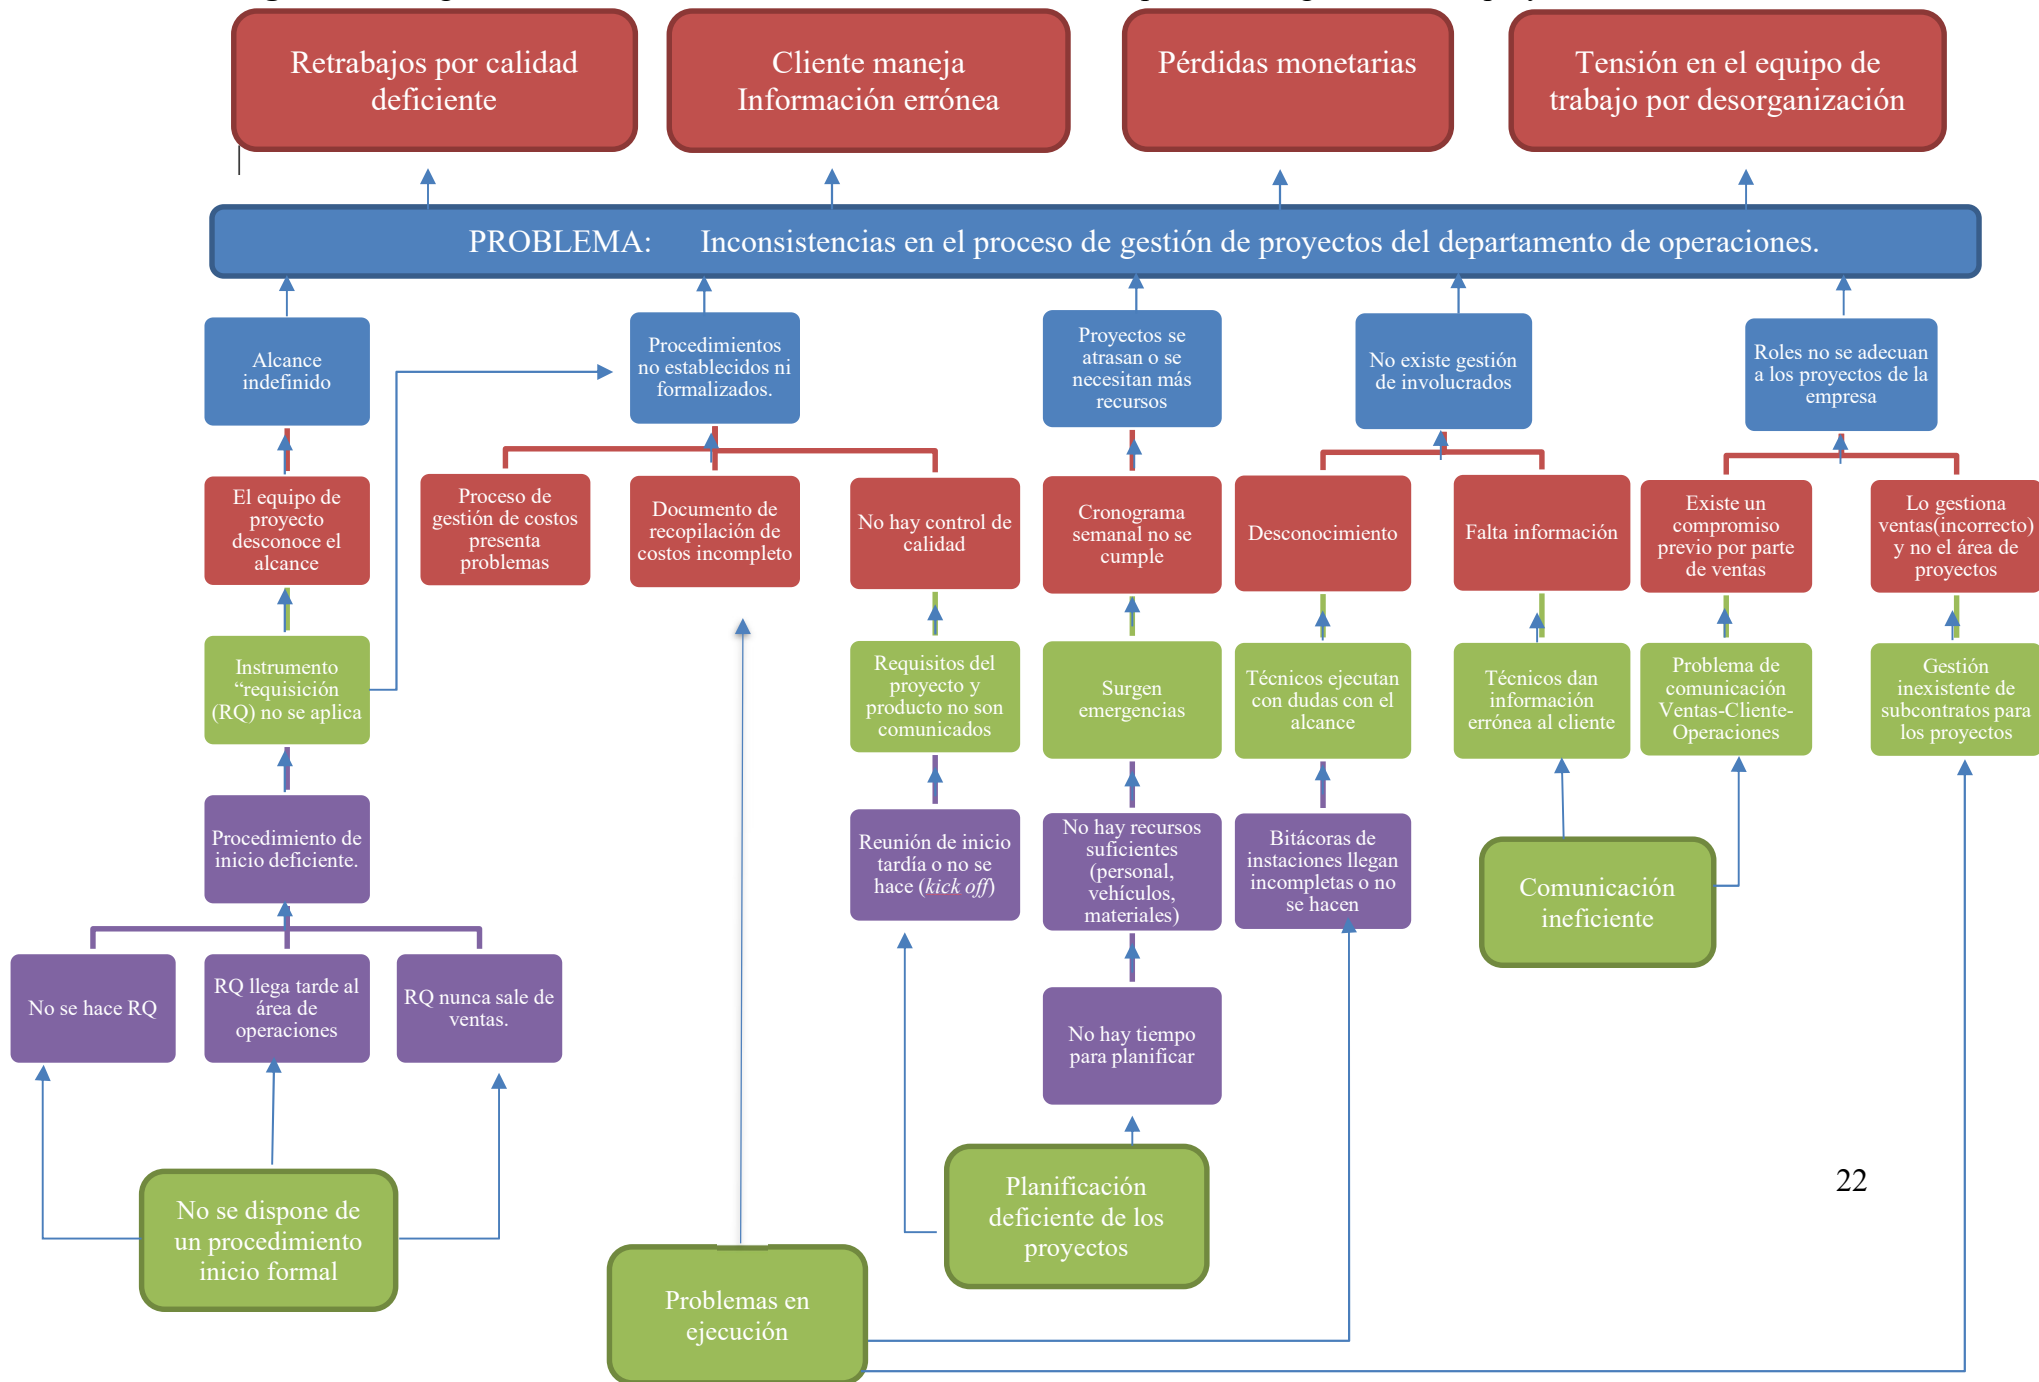 Retrabajos por calidad
deficiente
Cliente maneja
Información errónea
Pérdidas monetarias
Tensión en el equipo de
trabajo por desorganización
PROBLEMA: Inconsistencias en el proceso de gestión de proyectos del departamento de operaciones.
Alcance
indefinido
Procedimientos
no establecidos ni
formalizados.
Proyectos se
atrasan o se
necesitan más
recursos
No existe gestión
de involucrados
Roles no se adecuan
a los proyectos de la
empresa
El equipo de
proyecto
desconoce el
alcance
Proceso de
gestión de costos
presenta
problemas
Documento de
recopilación de
costos incompleto
No hay control de
calidad
Cronograma
semanal no se
cumple
Desconocimiento
Falta información
Existe un
compromiso
previo por parte
de ventas
Lo gestiona
ventas(incorrecto)
y no el área de
proyectos
Instrumento
“requisición
(RQ) no se aplica
Requisitos del
proyecto y
producto no son
comunicados
Surgen
emergencias
Técnicos ejecutan
con dudas con el
alcance
Técnicos dan
información
errónea al cliente
Problema de
comunicación
Ventas-Cliente-
Operaciones
Gestión
inexistente de
subcontratos para
los proyectos
Procedimiento de
inicio deficiente.
Reunión de inicio
tardía o no se
hace (kick off)
No hay recursos
suficientes
(personal,
vehículos,
materiales)
Bitácoras de
instaciones llegan
incompletas o no
se hacen
Comunicación
ineficiente
No se hace RQ
RQ llega tarde al
área de
operaciones
RQ nunca sale de
ventas.
No hay tiempo
para planificar
No se dispone de
un procedimiento
inicio formal
Planificación
deficiente de los
proyectos
22
Problemas en
ejecución